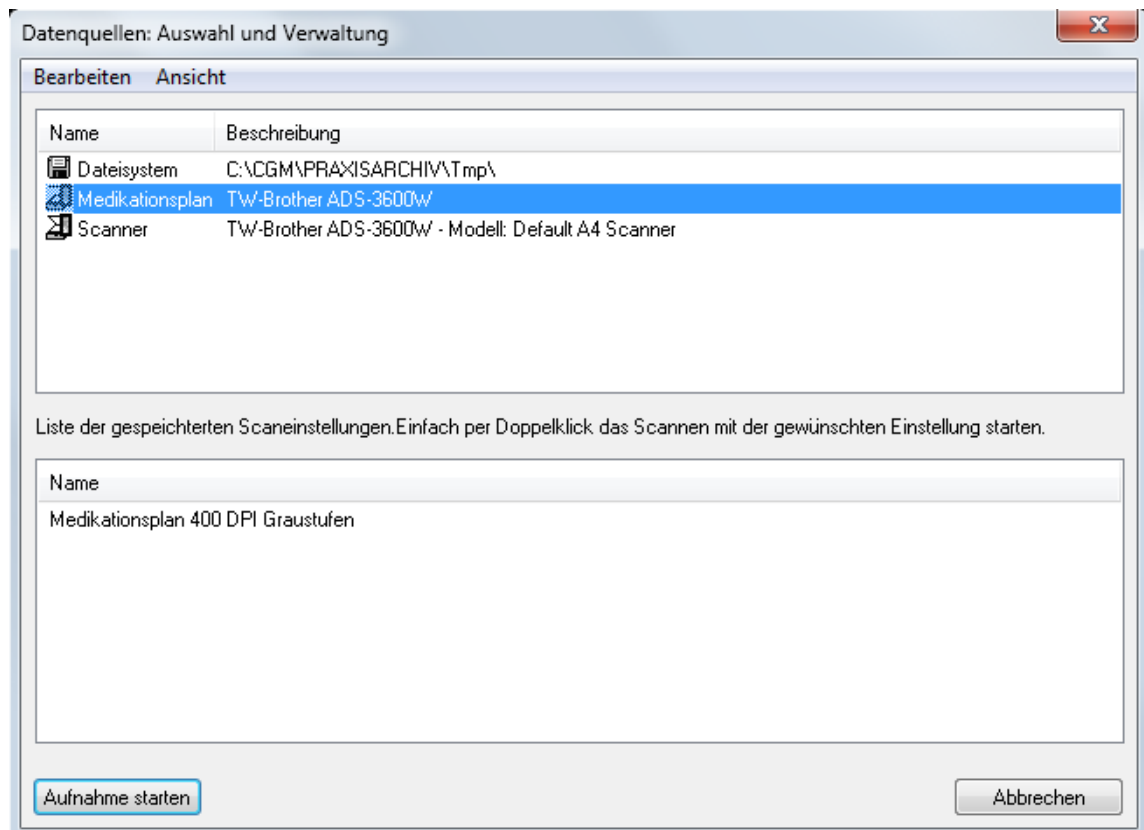 Datenquellen: Auswahl und Verwaltung
Bearbeiten Ansicht
Name Beschreibung
Dateisystem C:\CGM\PRAXISARCHIV\Tmp\
Medikationsplan TW-Brother ADS-3600W
Scanner TW-Brother ADS-3600W - Modell: Default A4 Scanner
Liste der gespeichterten Scaneinstellungen.Einfach per Doppelklick das Scannen mit der gewünschten Einstellung starten.
Name
Medikationsplan 400 DPI Graustufen
Aufnahme starten Abbrechen